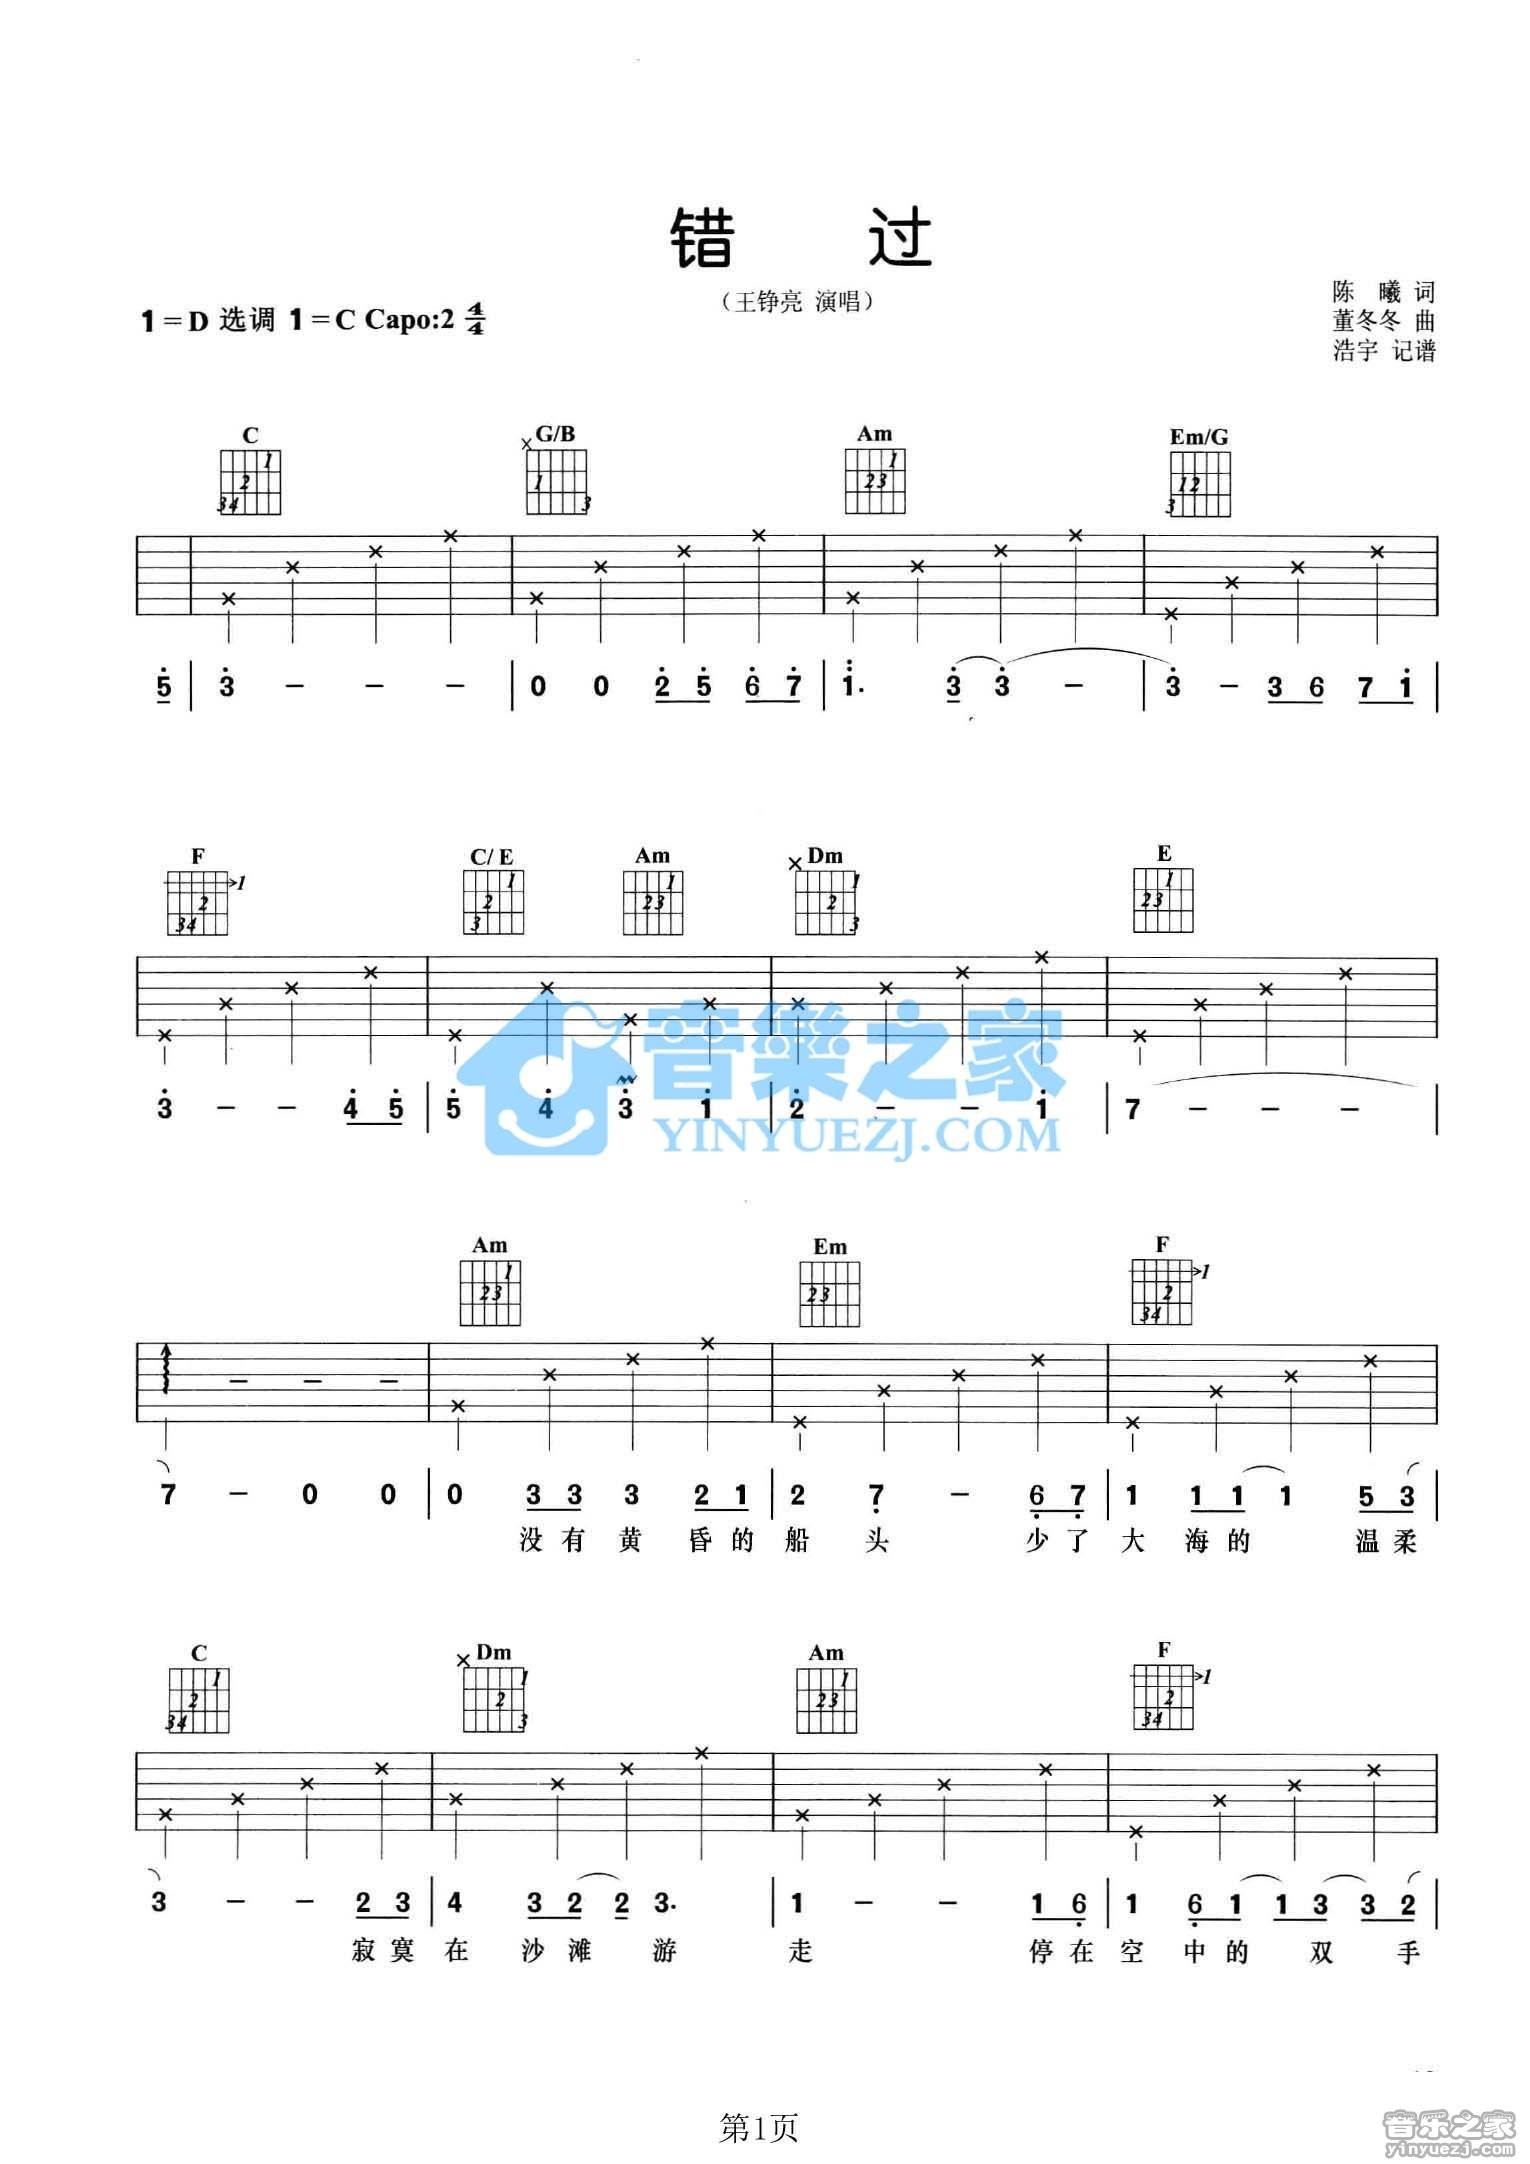 错 过
（王铮亮 演唱）
1=D 选调 1=C Capo:2 4/4
陈 曦 词
董冬冬 曲
浩宇 记谱
C G/B Am Em/G
5 | 3 - - - | 0 0 2 5 6 7 | 1. 3 3 - | 3 - 3 6 7 1 |
F C/E Am Dm E
3 - - 4 5 | 5 4 3 1 | 2 - - 1 | 7 - - - |
音樂之家
YINYUEZJ.COM
Am Em F
7 - 0 0 | 0 3 3 3 2 1 | 2 7 - 6 7 | 1 1 1 1 5 3 |
没有黄昏的船头 少了大海的 温柔
C Dm Am F
3 - - 2 3 | 4 3 2 2 3. | 1 - - 1 6 | 1 6 1 1 3 3 2 |
寂寞在沙滩游走 停在空中的双手
第1页
音乐之家
yinyuezj.com